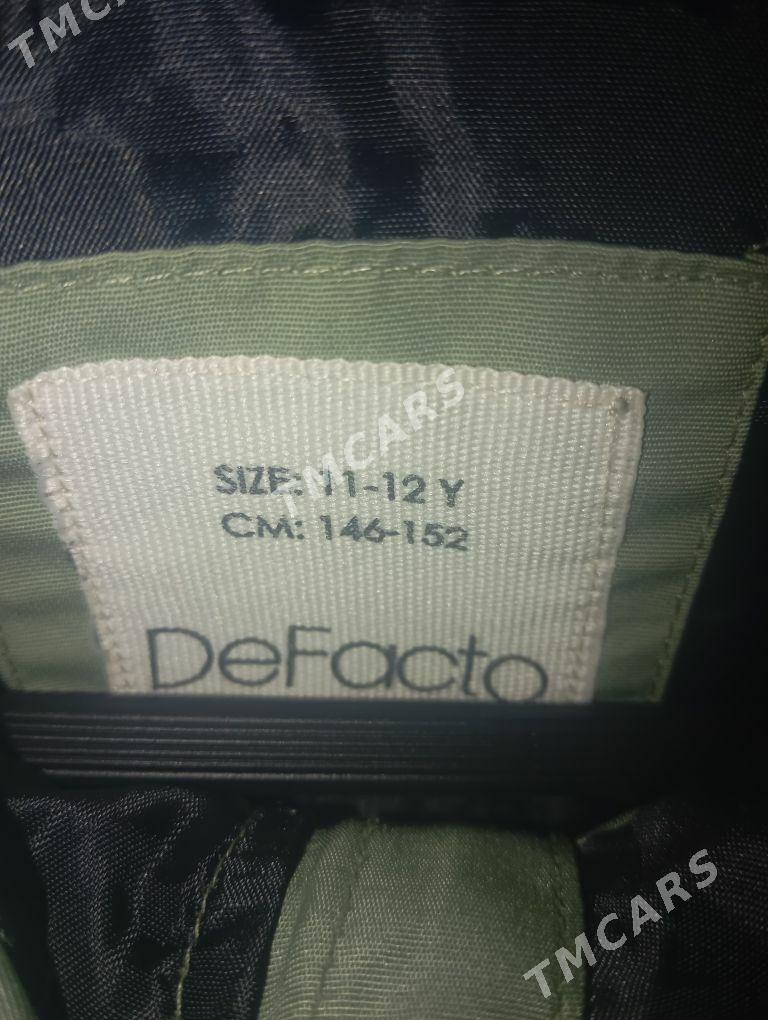 TMCARS
SIZE: 11-12 Y
CM: 146-152
TMCARS
DeFacto
TMCARS